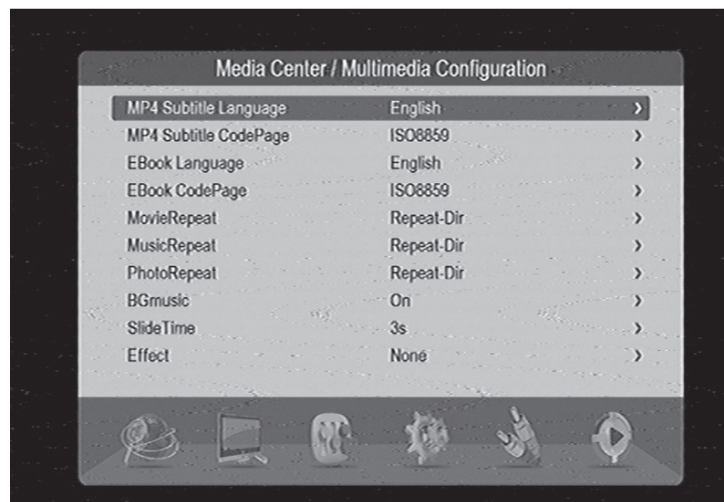 Media Center / Multimedia Configuration
MP4 Subtitle Language English
MP4 Subtitle CodePage ISO8859
EBook Language English
EBook CodePage ISO8859
MovieRepeat Repeat-Dir
MusicRepeat Repeat-Dir
PhotoRepeat Repeat-Dir
BGmusic On
SlideTime 3s
Effect None